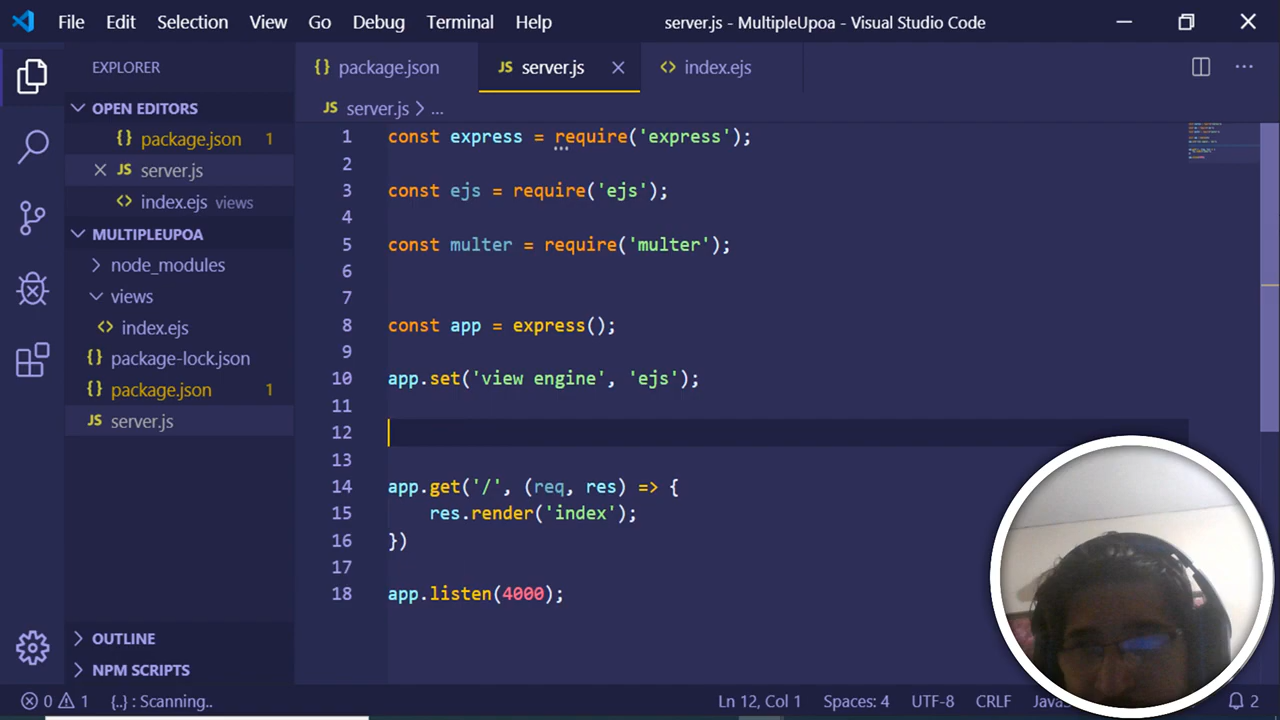 File Edit Selection View Go Debug Terminal Help server.js - MultipleUpoa - Visual Studio Code
EXPLORER
OPEN EDITORS
{} package.json 1
JS server.js
<> index.ejs views
MULTIPLEUPOA
node_modules
views
<> index.ejs
{} package-lock.json
{} package.json 1
JS server.js
OUTLINE
NPM SCRIPTS
{} package.json JS server.js <> index.ejs
JS server.js > ...
1 const express = require('express');
2
3 const ejs = require('ejs');
4
5 const multer = require('multer');
6
7
8 const app = express();
9
10 app.set('view engine', 'ejs');
11
12
13
14 app.get('/', (req, res) => {
15 res.render('index');
16 })
17
18 app.listen(4000);
0 1 {..} : Scanning.. Ln 12, Col 1 Spaces: 4 UTF-8 CRLF 2